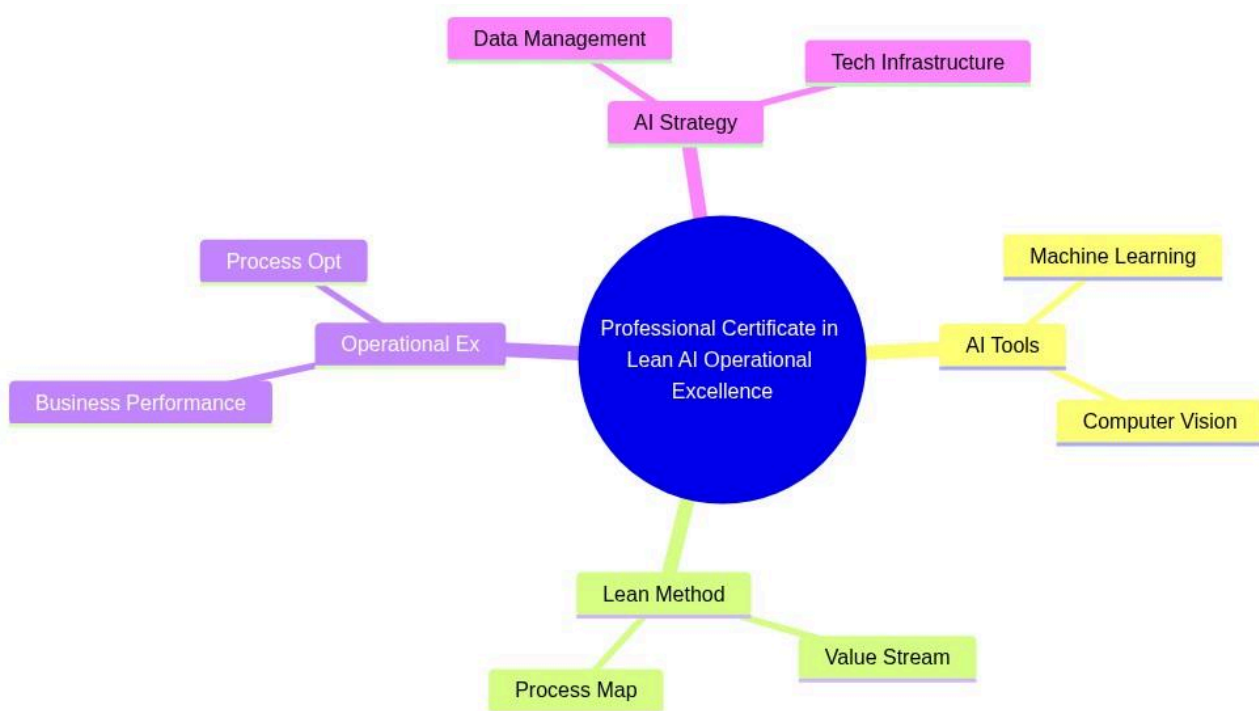 Data Management
Tech Infrastructure
AI Strategy
Process Opt
Machine Learning
Operational Ex
Professional Certificate in
Lean AI Operational
Excellence
AI Tools
Business Performance
Computer Vision
Lean Method
Value Stream
Process Map